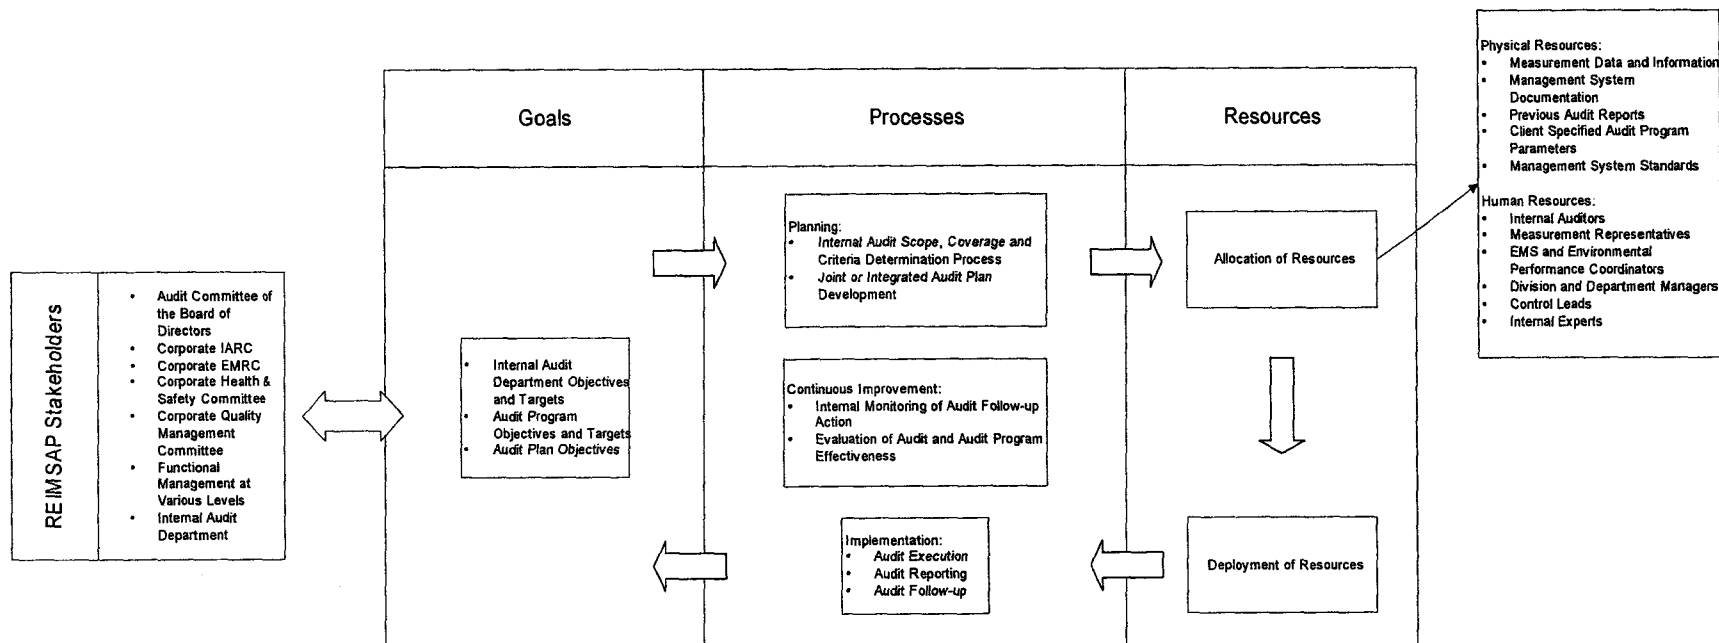 REIMSAP Stakeholders
• Audit Committee of
the Board of
Directors
• Corporate IARC
• Corporate EMRC
• Corporate Health &
Safety Committee
• Corporate Quality
Management
Committee
• Functional
Management at
Various Levels
• Internal Audit
Department
Goals
• Internal Audit
Department Objectives
and Targets
• Audit Program
Objectives and Targets
• Audit Plan Objectives
Processes
Planning:
• Internal Audit Scope, Coverage and
Criteria Determination Process
• Joint or Integrated Audit Plan
Development
Continuous Improvement:
• Internal Monitoring of Audit Follow-up
Action
• Evaluation of Audit and Audit Program
Effectiveness
Implementation:
• Audit Execution
• Audit Reporting
• Audit Follow-up
Resources
Allocation of Resources
Deployment of Resources
Physical Resources:
• Measurement Data and Information
• Management System
Documentation
• Previous Audit Reports
• Client Specified Audit Program
Parameters
• Management System Standards
Human Resources:
• Internal Auditors
• Measurement Representatives
• EMS and Environmental
Performance Coordinators
• Division and Department Managers
• Control Leads
• Internal Experts